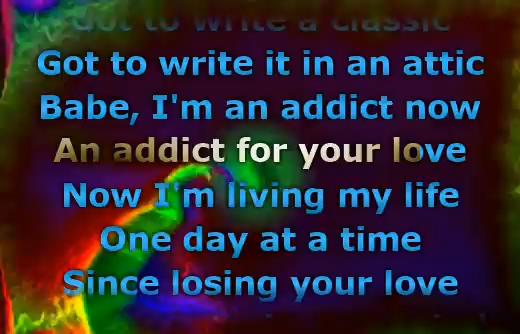 Got to write a classic
Got to write it in an attic
Babe, I'm an addict now
An addict for your love
Now I'm living my life
One day at a time
Since losing your love